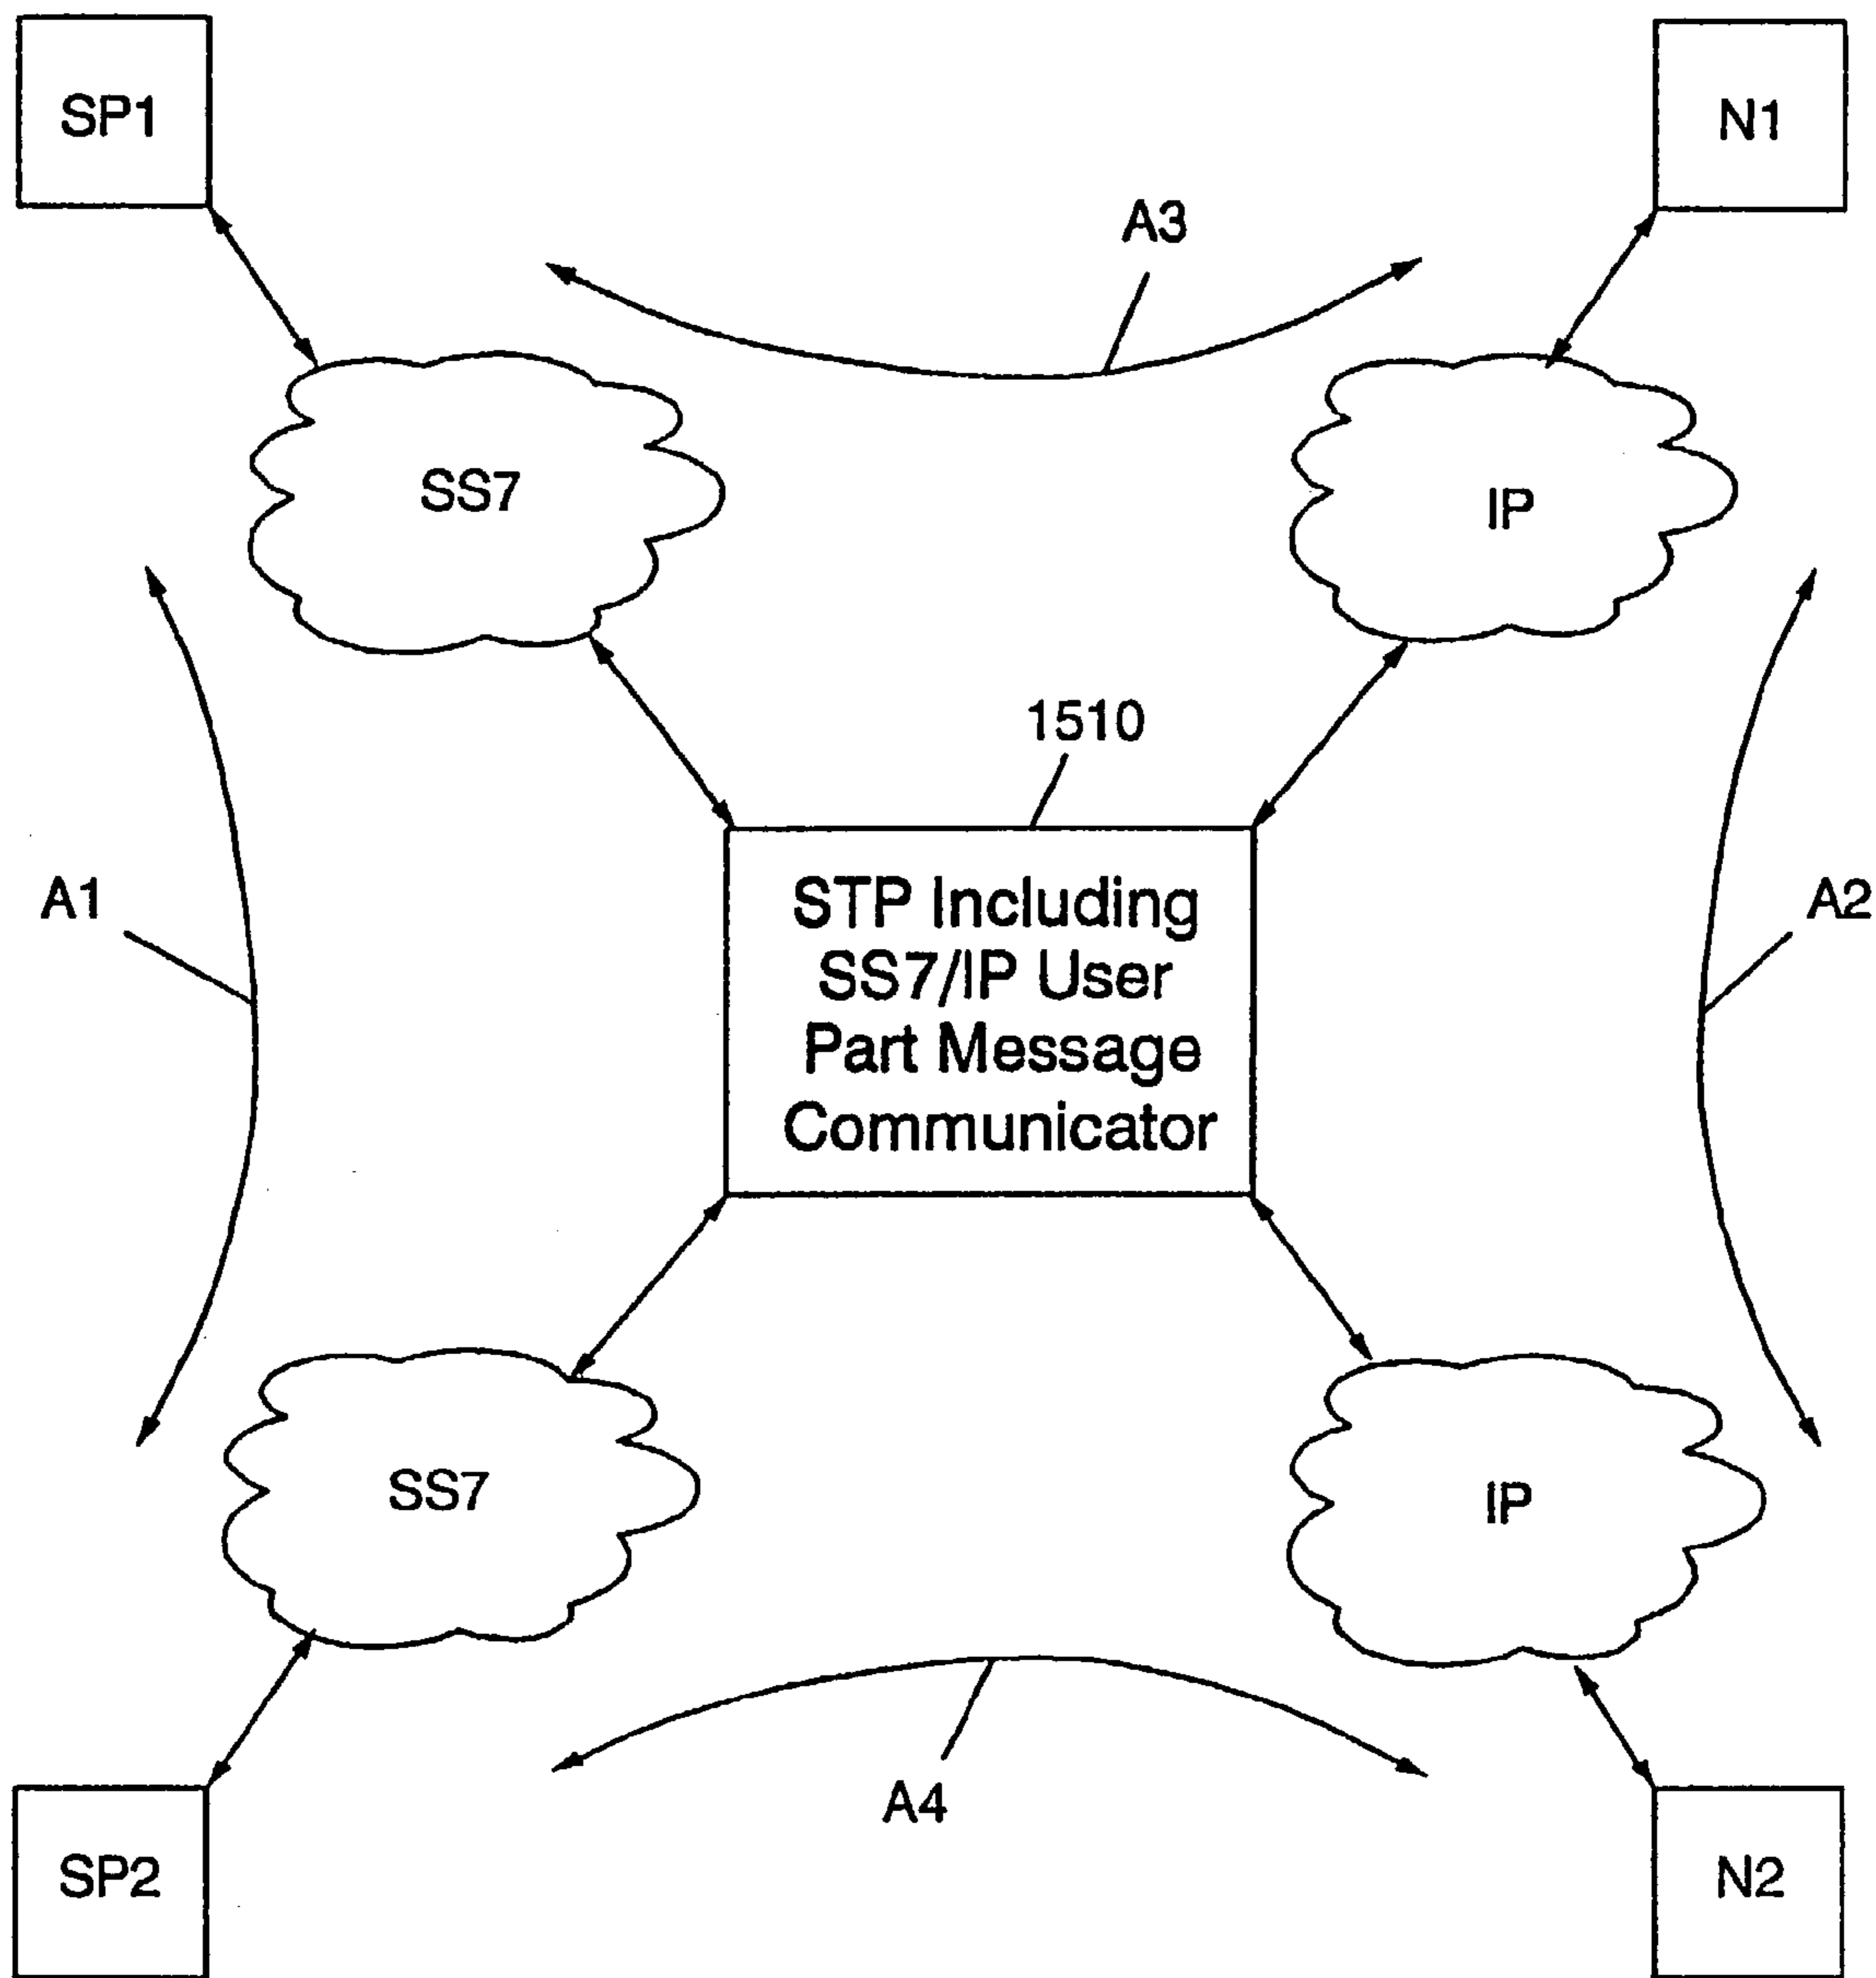 SP1
N1
A3
SS7
IP
1510
A1
STP Including
SS7/IP User
Part Message
Communicator
A2
SS7
IP
A4
SP2
N2